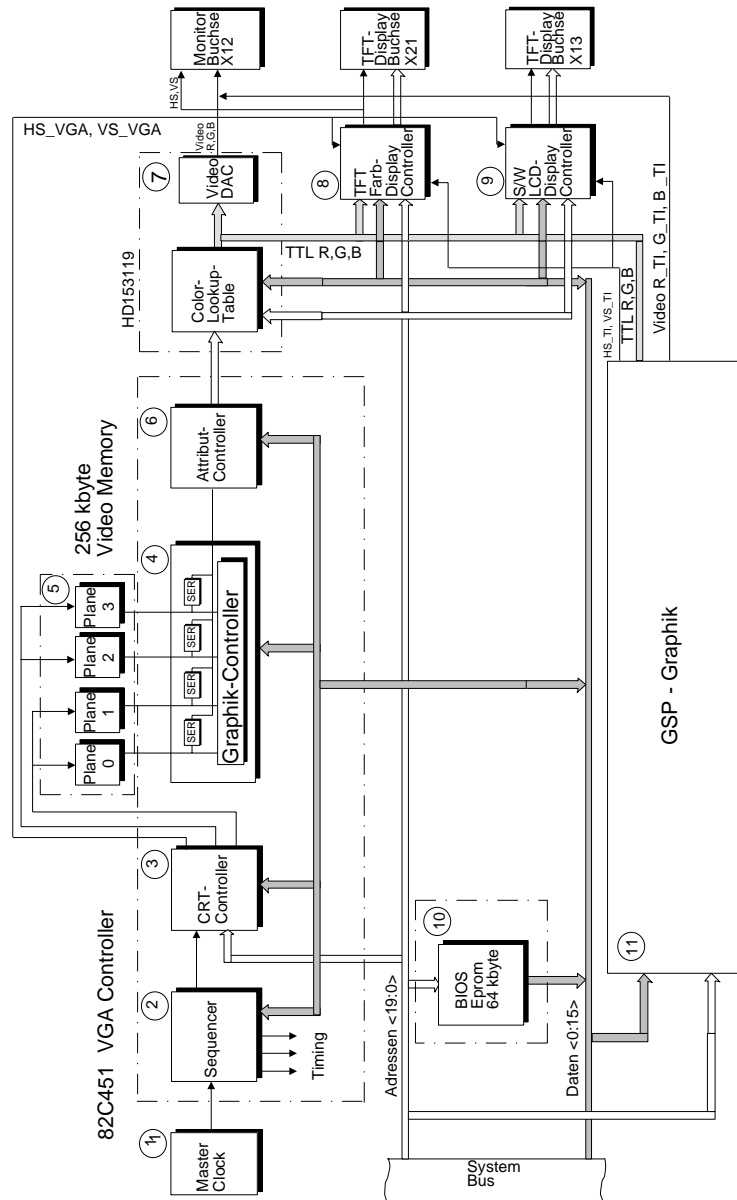 82C451 VGA Controller
256 kbyte
Video Memory
HD153119
HS_VGA, VS_VGA
1
Master
Clock
2
Sequencer
Timing
3
CRT-
Controller
5
Plane
0
Plane
1
Plane
2
Plane
3
4
SER
SER
SER
SER
Graphik-Controller
6
Attribut-
Controller
Color-
Lookup-
Table
7
Video
DAC
Video
R,G,B
HS,VS
Monitor
Buchse
X12
TTL R,G,B
8
TFT
Farb-
Display
Controller
TFT-
Display
Buchse
X21
9
S/W
LCD-
Display
Controller
TFT-
Display
Buchse
X13
Adressen <19:0>
10
BIOS
Eprom
64 kbyte
Daten <0:15>
System
Bus
11
GSP - Graphik
HS_TI, VS_TI
TTL R,G,B
Video R_TI, G_TI, B_TI